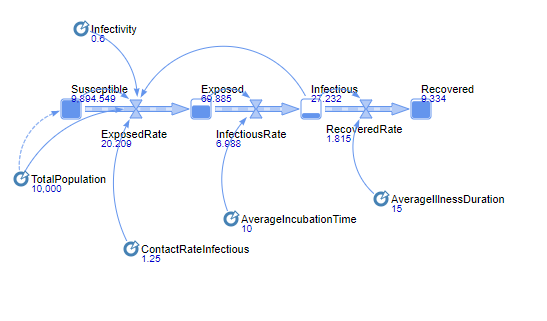 Infectivity
0.6
Susceptible
9,894.549
Exposed
69.885
Infectious
27.232
Recovered
9.334
ExposedRate
20.209
InfectiousRate
6.988
RecoveredRate
1.815
TotalPopulation
10,000
AverageIllnessDuration
15
AverageIncubationTime
10
ContactRateInfectious
1.25